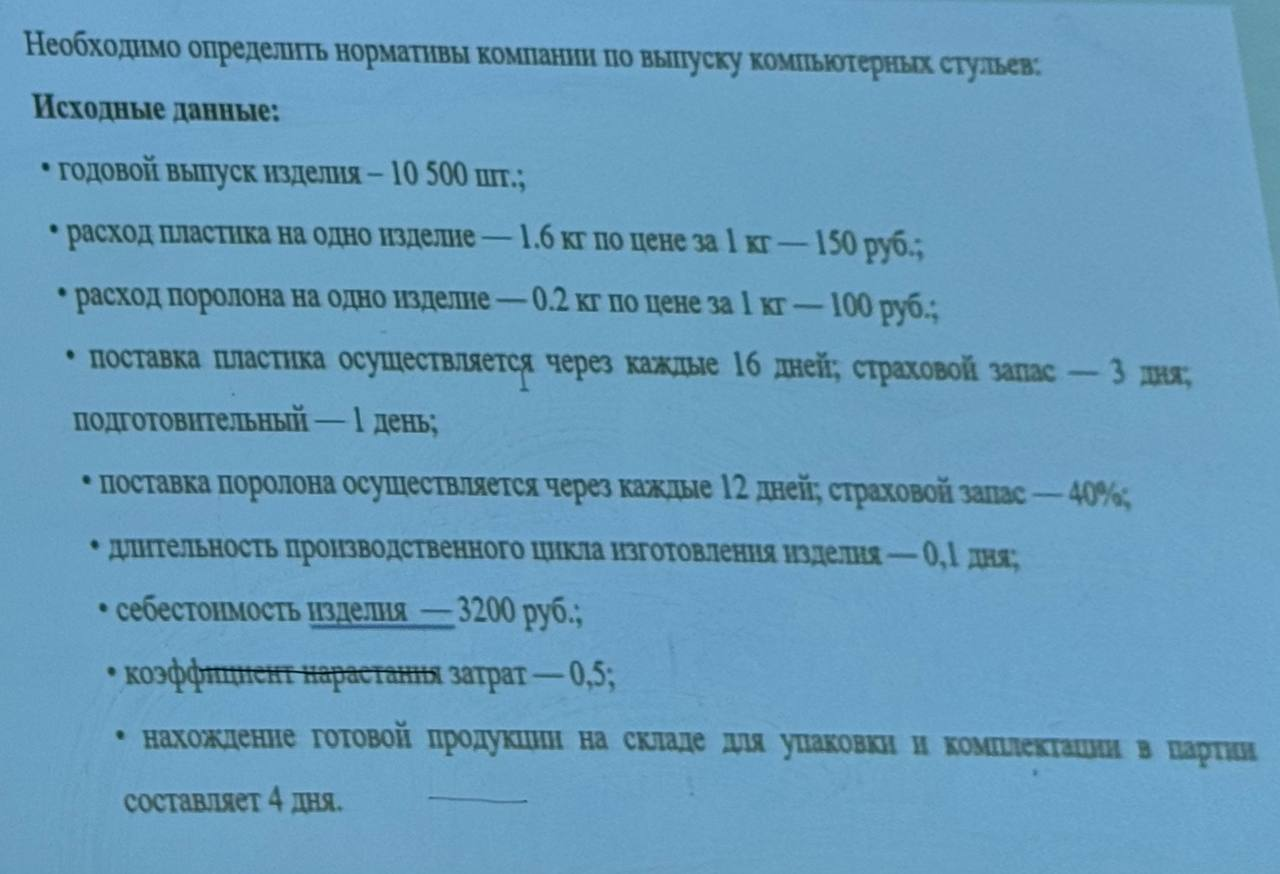 Необходимо определить нормативы компании по выпуску компьютерных стульев:
Исходные данные:
• годовой выпуск изделия – 10 500 шт.;
• расход пластика на одно изделие — 1.6 кг по цене за 1 кг — 150 руб.;
• расход поролона на одно изделие — 0.2 кг по цене за 1 кг — 100 руб.;
• поставка пластика осуществляется через каждые 16 дней; страховой запас — 3 дня;
подготовительный — 1 день;
• поставка поролона осуществляется через каждые 12 дней; страховой запас — 40%;
• длительность производственного цикла изготовления изделия — 0,1 дня;
• себестоимость изделия — 3200 руб.;
• коэффициент нарастания затрат — 0,5;
• нахождение готовой продукции на складе для упаковки и комплектации в партии
составляет 4 дня.